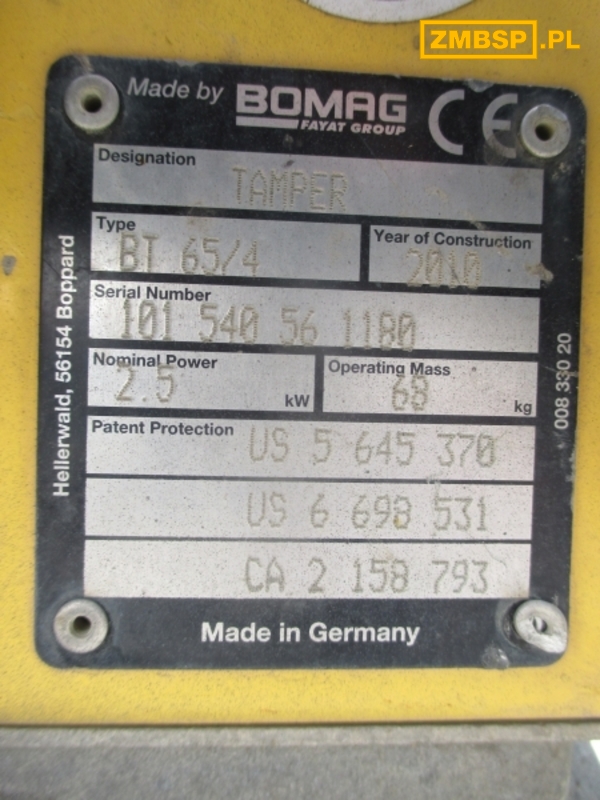 ZMBSP.PL
Made by BOMAG
FAYAT GROUP
CE
Designation
TAMPER
Type
BT 65/4
Year of Construction
2010
Serial Number
101 540 56 1180
Nominal Power
2.5 kW
Operating Mass
68 kg
Patent Protection
US 5 645 370
US 6 698 531
CA 2 158 793
Made in Germany
Hellerwald, 56154 Boppard
008 330 20